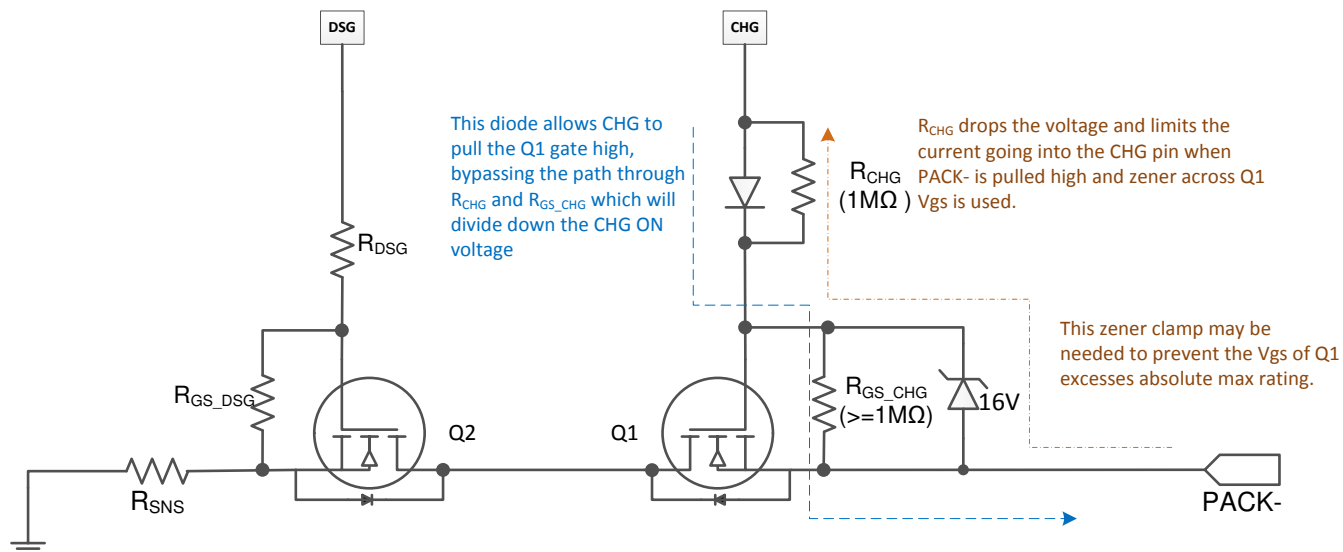 DSG
CHG
This diode allows CHG to
pull the Q1 gate high,
bypassing the path through
RCHG and RGS_CHG which will
divide down the CHG ON
voltage
RCHG
(1MΩ )
RCHG drops the voltage and limits the
current going into the CHG pin when
PACK- is pulled high and zener across Q1
Vgs is used.
RDSG
This zener clamp may be
needed to prevent the Vgs of Q1
excesses absolute max rating.
RGS_DSG
RGS_CHG
(>=1MΩ)
16V
Q2
Q1
RSNS
PACK-